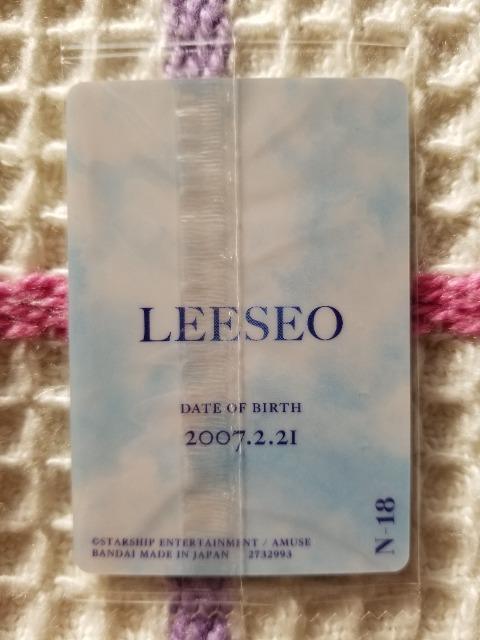 LEESEO
DATE OF BIRTH
2007.2.21
N-18
©STARSHIP ENTERTAINMENT / AMUSE
BANDAI MADE IN JAPAN 2732993